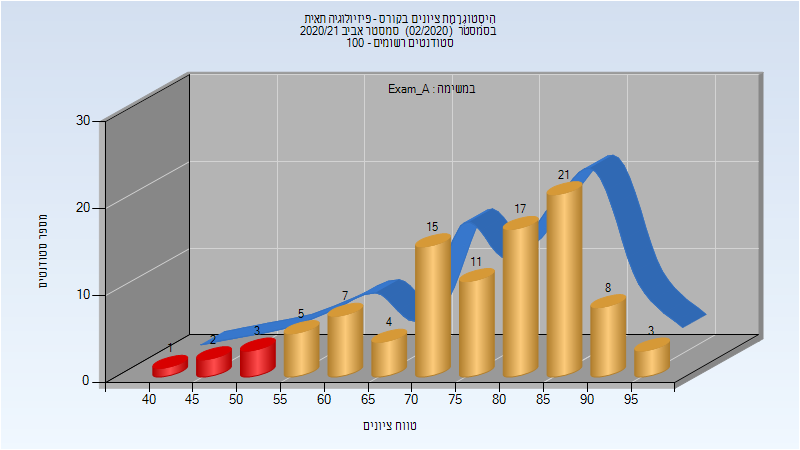 היסטוגרמת ציונים בקורס - פיזיולוגיה תאית
בסמסטר (02/2020) סמסטר אביב 2020/21
סטודנטים רשומים - 100
במשימה : Exam_A
מספר סטודנטים
30
20
10
0
1
2
3
5
7
4
15
11
17
21
8
3
40 45 50 55 60 65 70 75 80 85 90 95
טווח ציונים